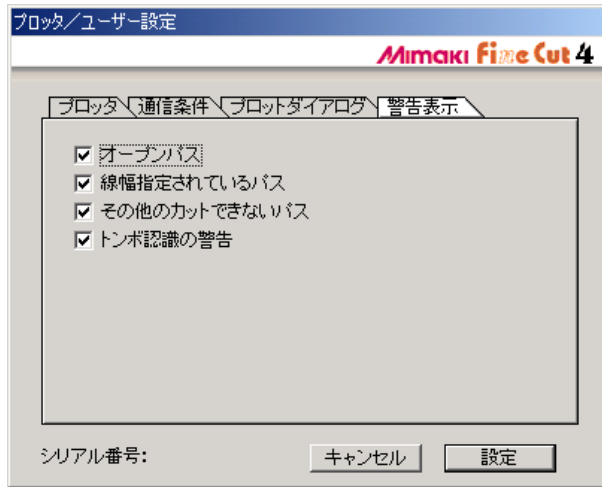 プロッタ／ユーザー設定
Mimaki Fine Cut 4
プロッタ 通信条件 プロットダイアログ 警告表示
オープンパス
線幅指定されているパス
その他のカットできないパス
トンボ認識の警告
シリアル番号: キャンセル 設定